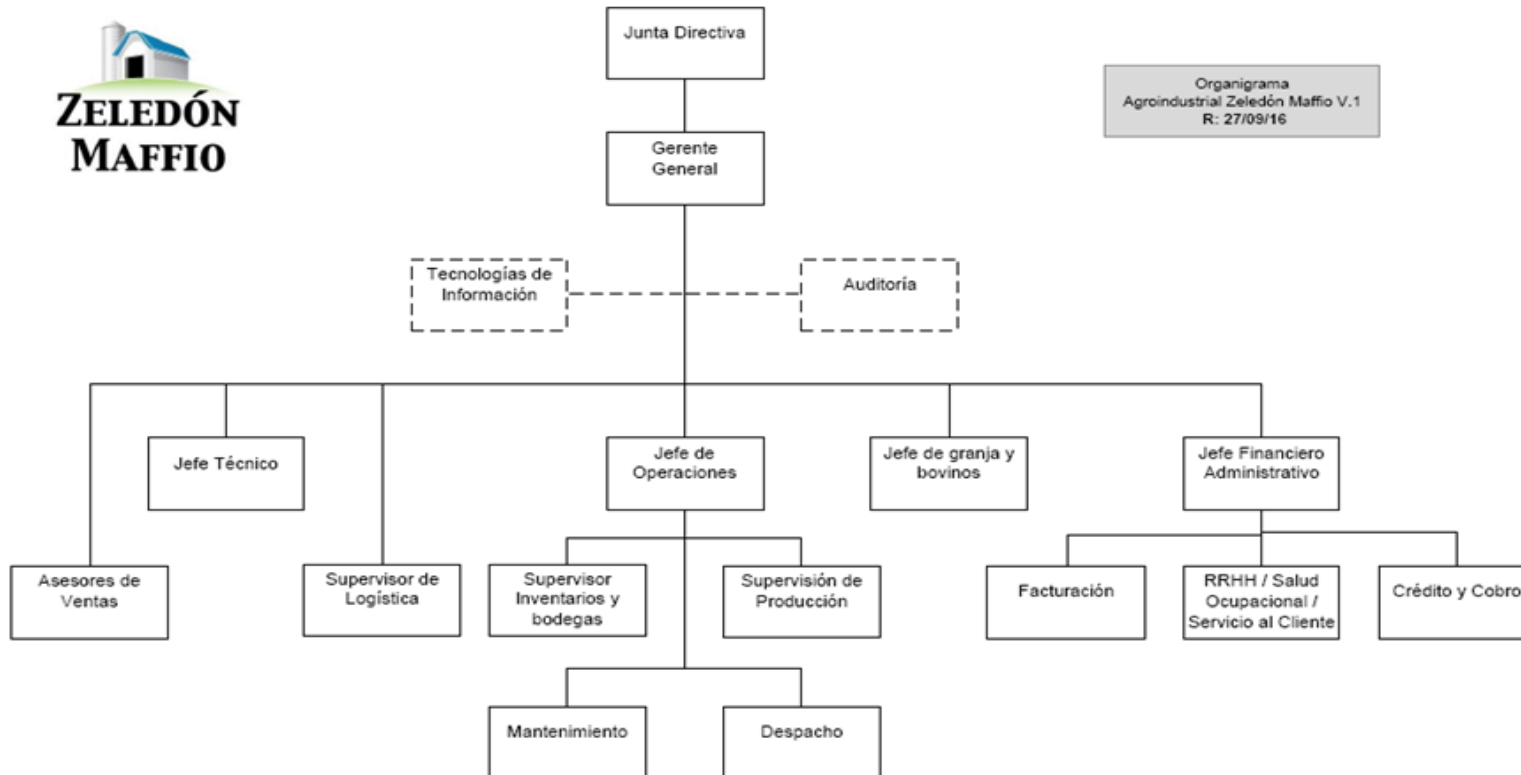 ZELEDÓN
MAFFIO
Junta Directiva
Organigrama
Agroindustrial Zeledón Maffio V.1
R: 27/09/16
Gerente
General
Tecnologías de
Información
Auditoría
Jefe Técnico
Jefe de
Operaciones
Jefe de granja y
bovinos
Jefe Financiero
Administrativo
Asesores de
Ventas
Supervisor de
Logística
Supervisor
Inventarios y
bodegas
Supervisión de
Producción
Facturación
RRHH / Salud
Ocupacional /
Servicio al Cliente
Crédito y Cobro
Mantenimiento
Despacho